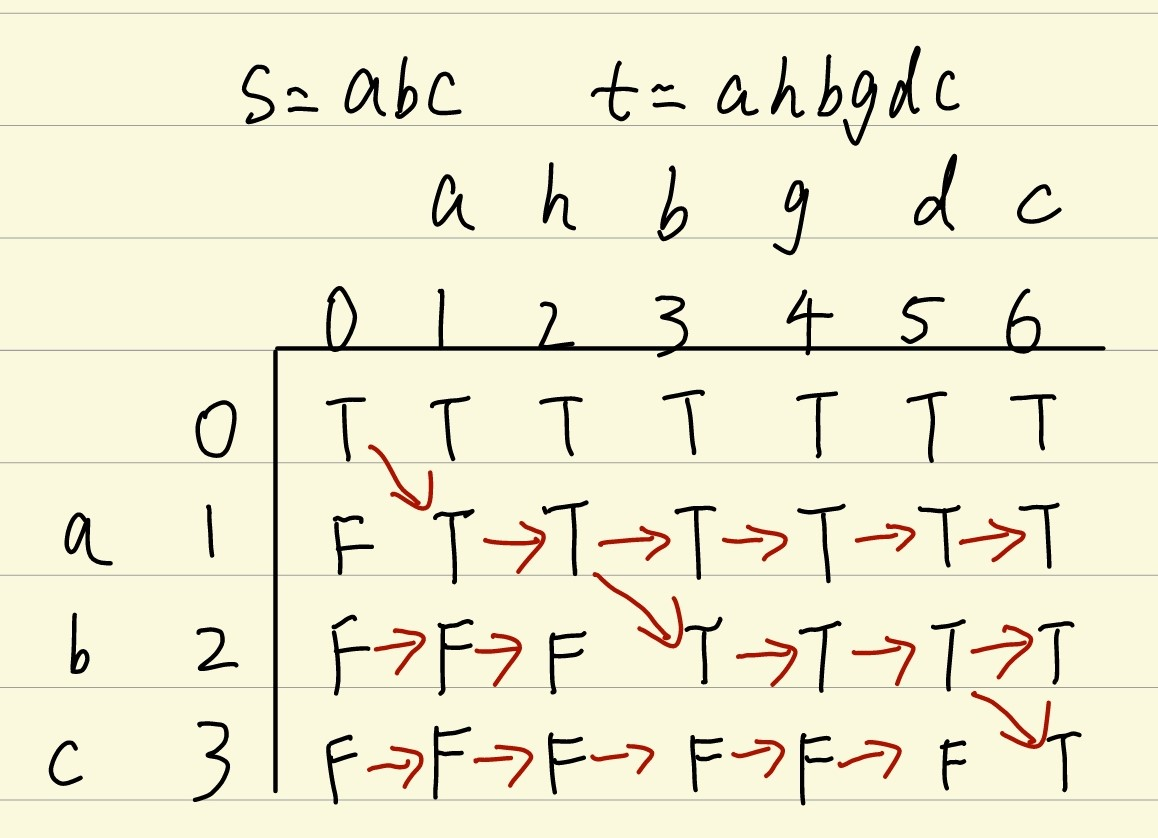 s= abc t= ahbgdc
a h b g d c
0 1 2 3 4 5 6
0 T T T T T T T
a 1 F T → T → T → T → T → T
b 2 F → F → F T → T → T → T
c 3 F → F → F → F → F → F T